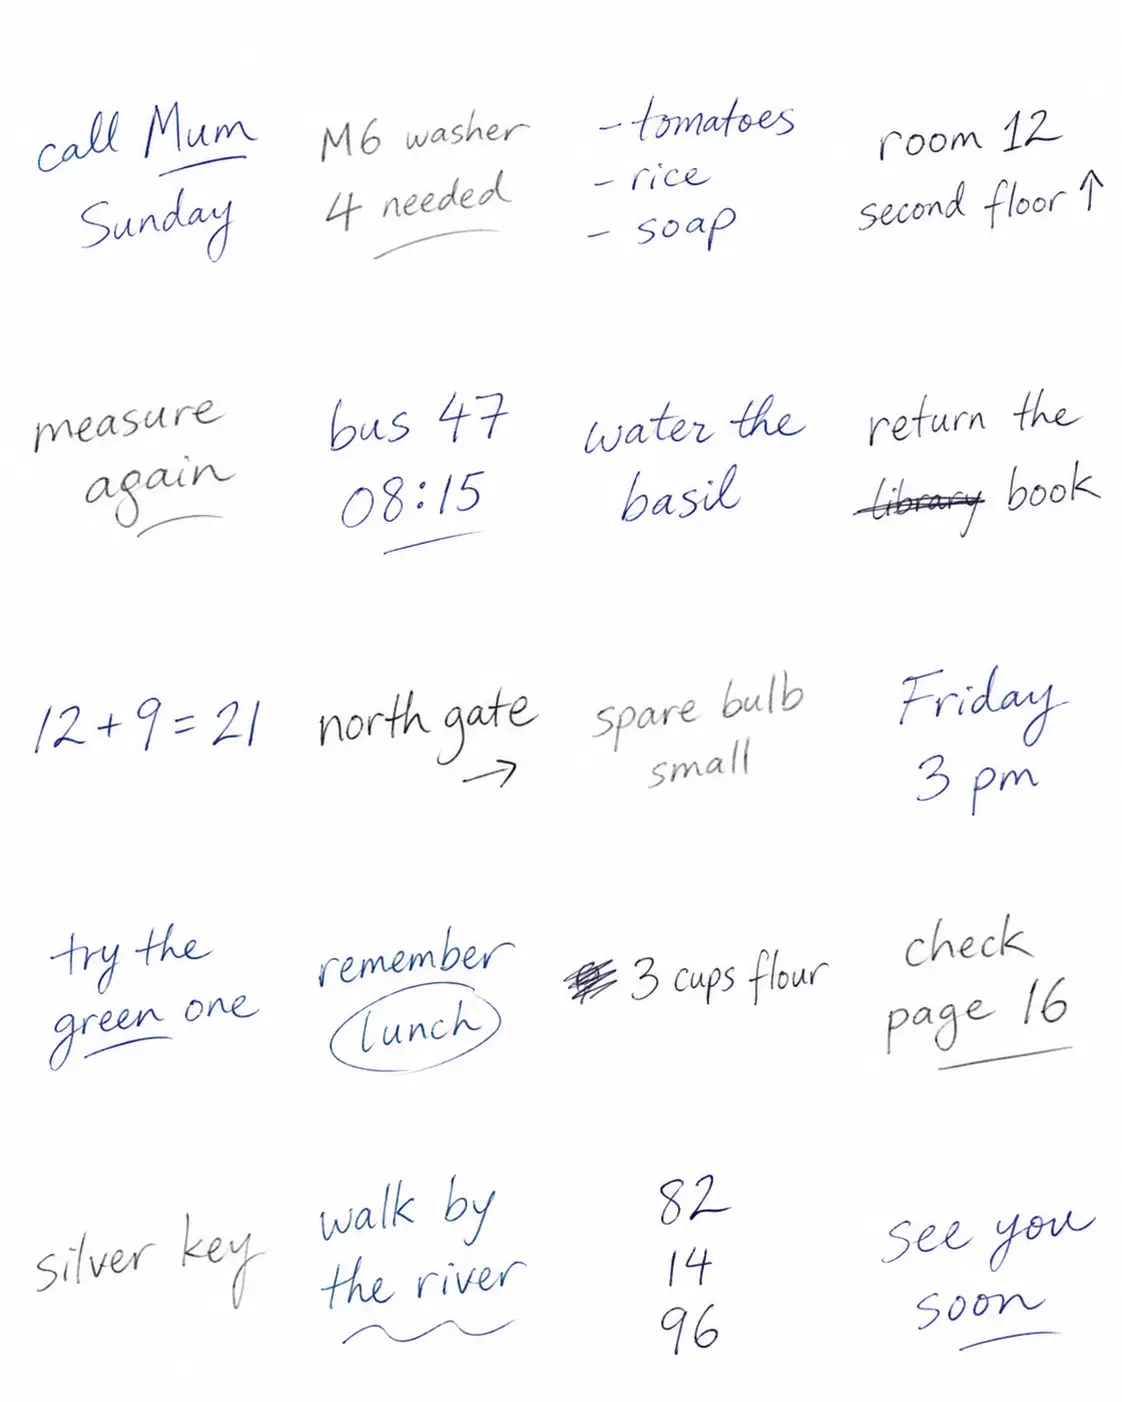 call Mum
Sunday
M6 washer
4 needed
- tomatoes
- rice
- soap
room 12
second floor ↑
measure
again
bus 47
08:15
water the
basil
return the
library book
12 + 9 = 21
north gate
→
spare bulb
small
Friday
3 pm
try the
green one
remember
lunch
3 cups flour
check
page 16
silver key
walk by
the river
82
14
96
see you
soon